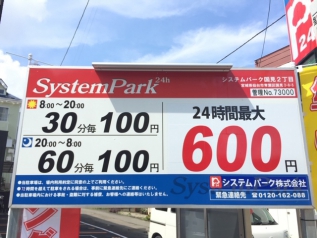 SystemPark 24h
システムパーク国見2丁目
管理No.73000
8:00〜20:00
30分毎100円
20:00〜8:00
60分毎100円
24時間最大
600円
システムパーク株式会社
緊急連絡先 0120-162-088